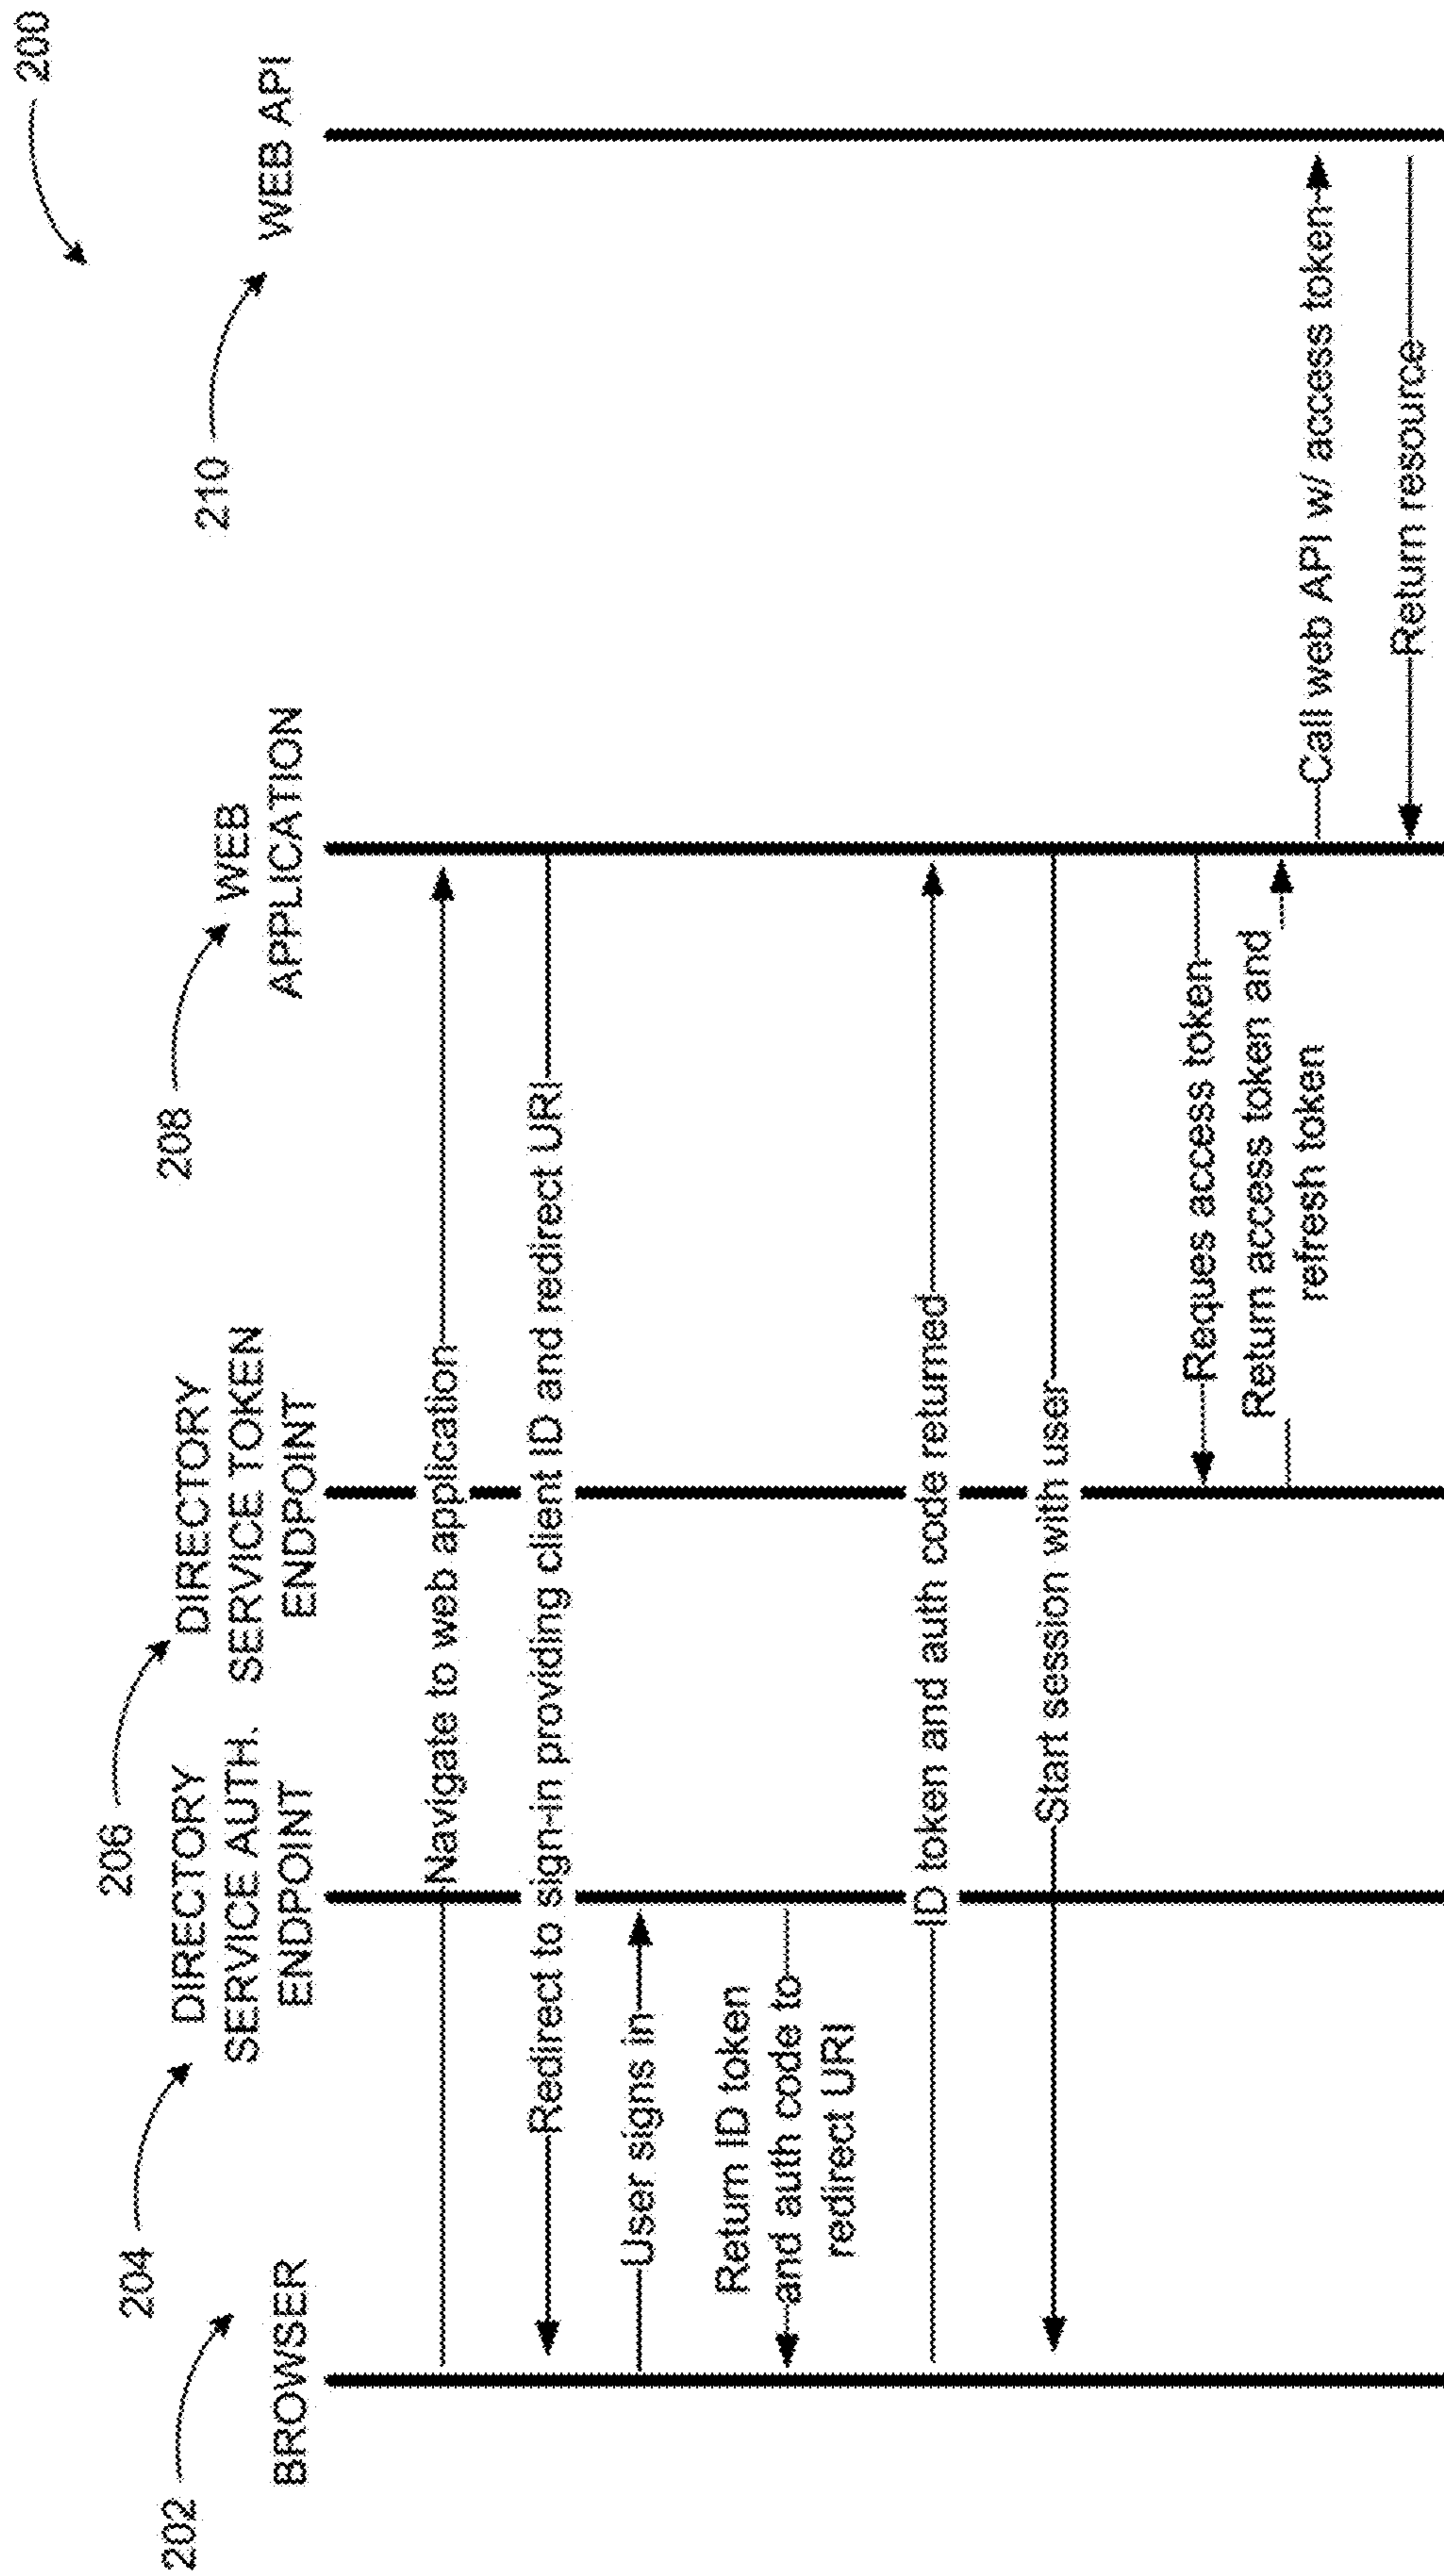 200
202
204
206
208
210
BROWSER
DIRECTORY
SERVICE AUTH.
ENDPOINT
DIRECTORY
SERVICE TOKEN
ENDPOINT
WEB
APPLICATION
WEB API
Navigate to web application
Redirect to sign-in providing client ID and redirect URI
User signs in
Return ID token
and auth code to
redirect URI
ID token and auth code returned
Start session with user
Reques access token
Return access token and
refresh token
Call web API w/ access token
Return resource